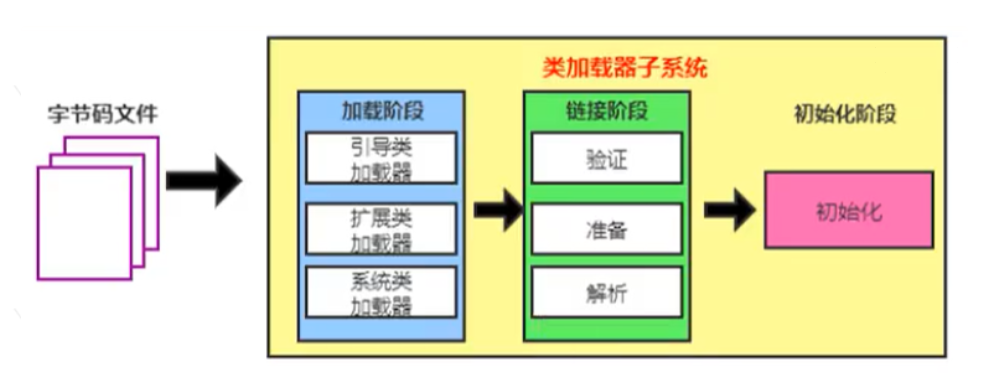 类加载器子系统
字节码文件
加载阶段
引导类
加载器
扩展类
加载器
系统类
加载器
链接阶段
验证
准备
解析
初始化阶段
初始化